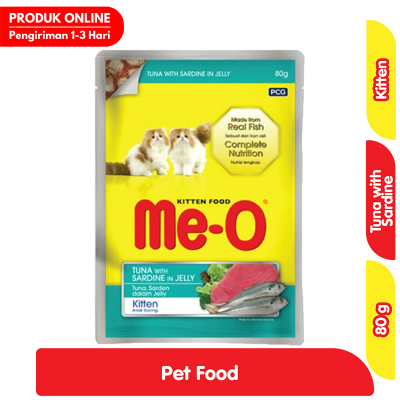 PRODUK ONLINE
Pengiriman 1-3 Hari
TUNA WITH SARDINE IN JELLY
80g
PCG
Made from
Real Fish
Terbuat dari ikan asli
Complete
Nutrition
Nutrisi lengkap
KITTEN FOOD
Me-O®
TUNA WITH
SARDINE IN JELLY
Tuna, Sarden
dalam Jelly
Kitten
Anak Kucing
Kitten
Tuna with
Sardine
80 g
Pet Food